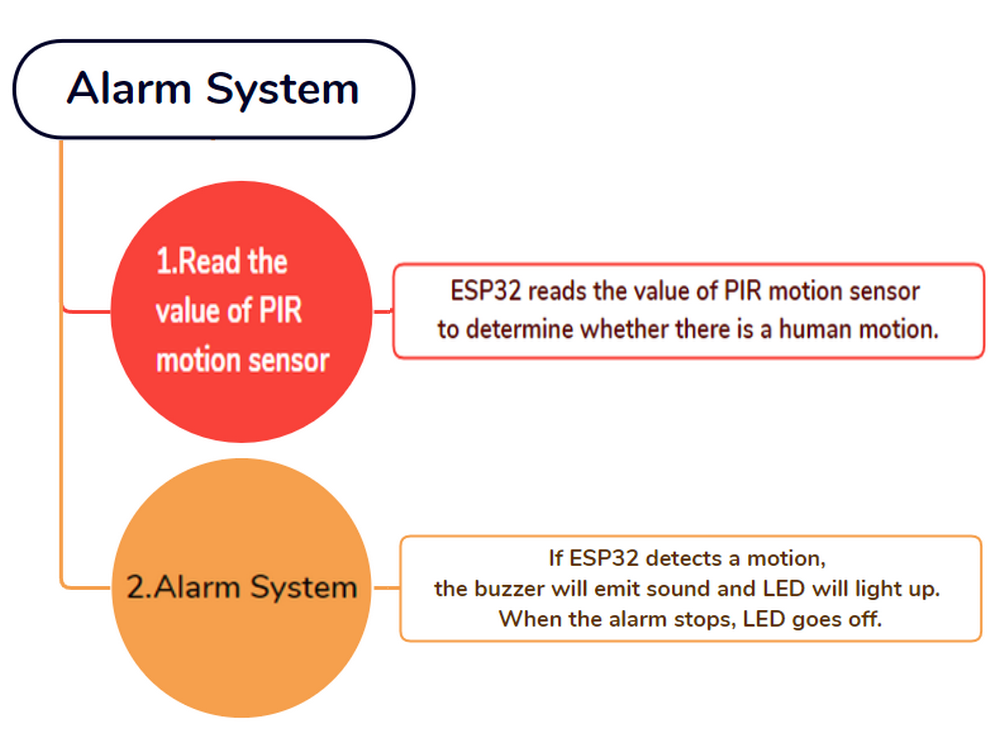 Alarm System
1.Read the
value of PIR
motion sensor
ESP32 reads the value of PIR motion sensor
to determine whether there is a human motion.
2.Alarm System
If ESP32 detects a motion,
the buzzer will emit sound and LED will light up.
When the alarm stops, LED goes off.